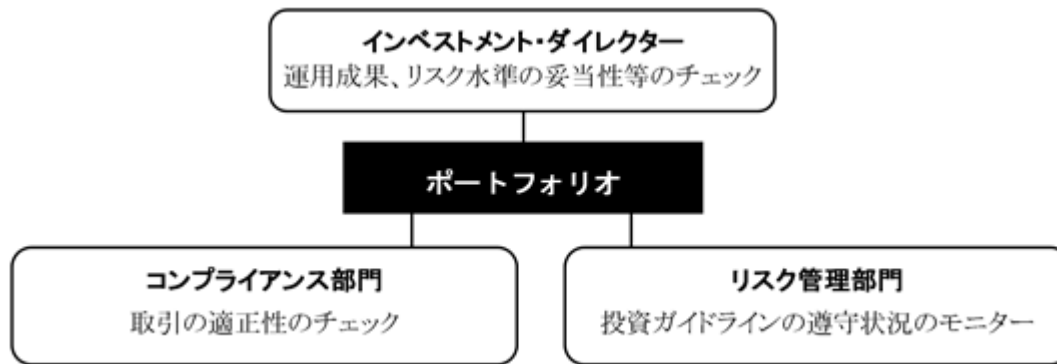 インベストメント・ダイレクター
運用成果、リスク水準の妥当性等のチェック
ポートフォリオ
コンプライアンス部門
取引の適正性のチェック
リスク管理部門
投資ガイドラインの遵守状況のモニター